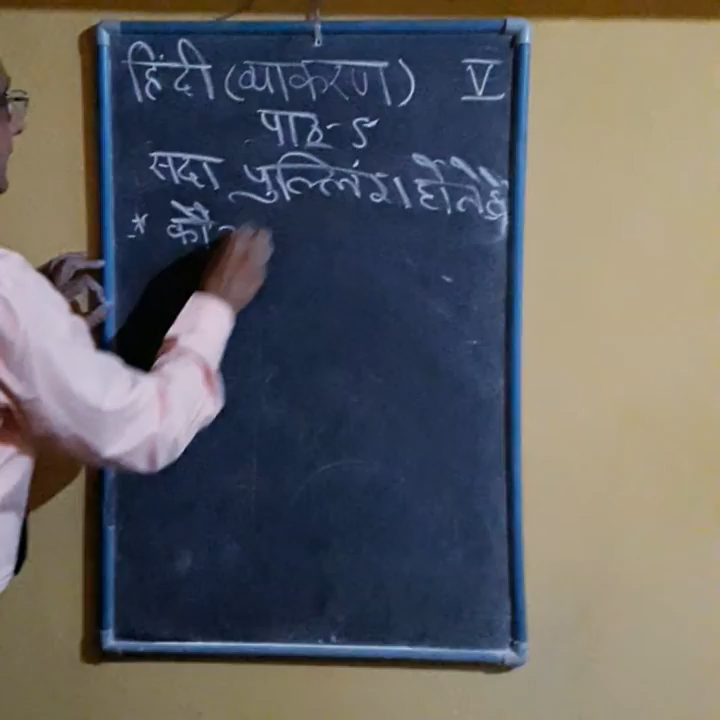 हिंदी (व्याकरण) V
पाठ-5
सदा पुल्लिंग होते हैं
* कौ